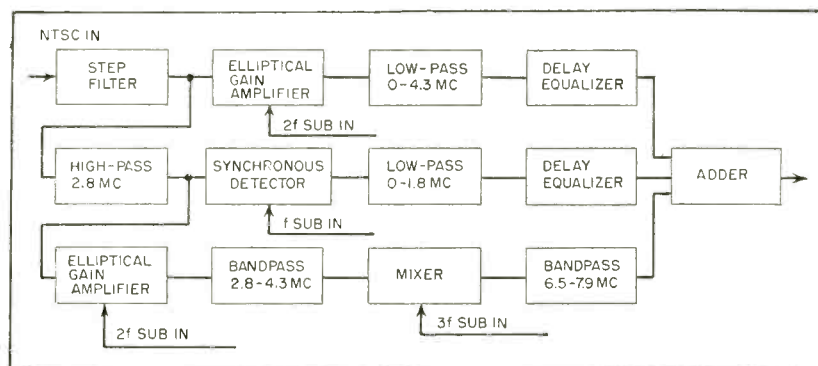 NTSC IN
STEP
FILTER
ELLIPTICAL
GAIN
AMPLIFIER
LOW-PASS
0-4.3 MC
DELAY
EQUALIZER
2f SUB IN
HIGH-PASS
2.8 MC
SYNCHRONOUS
DETECTOR
LOW-PASS
0-1.8 MC
DELAY
EQUALIZER
ADDER
f SUB IN
ELLIPTICAL
GAIN
AMPLIFIER
BANDPASS
2.8-4.3 MC
MIXER
BANDPASS
6.5-7.9 MC
2f SUB IN
3f SUB IN